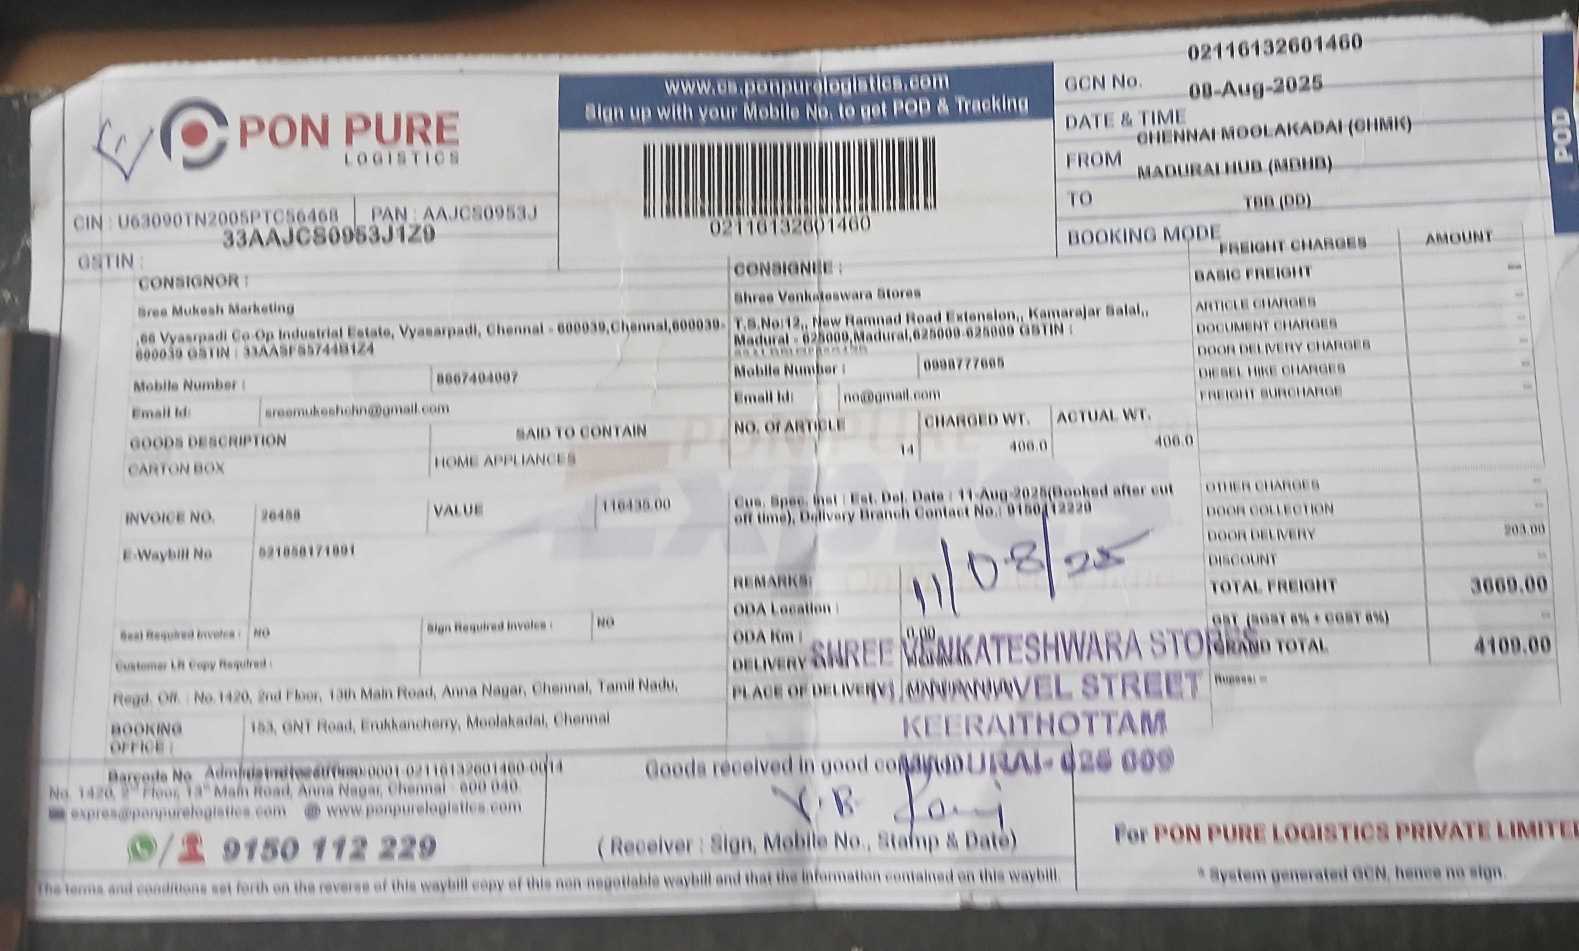 02116132601460
www.cs.ponpurelogistics.com
Sign up with your Mobile No. to get POD & Tracking
GCN No.
08-Aug-2025
DATE & TIME
CHENNAI MOOLAKADAI (CHMK)
FROM
MADURAI HUB (MDHB)
TO
TBB (DD)
BOOKING MODE
POD
PON PURE
LOGISTICS
02116132601460
CIN : U63090TN2005PTC56468 PAN : AAJCS0953J
33AAJCS0953J1Z9
GSTIN :
CONSIGNOR :
Sree Mukesh Marketing
,66 Vyasrpadi Co-Op Industrial Estate, Vyasarpadi, Chennai - 600039,Chennai,600039-
600039 GSTIN : 33AASFS5744B1Z4
Mobile Number : 8667404097
Email Id: sreemukeshchn@gmail.com
GOODS DESCRIPTION SAID TO CONTAIN
CARTON BOX HOME APPLIANCES
INVOICE NO. 26458 VALUE 116435.00
E-Waybill No 521858171091
Seal Required Invoice : NO Sign Required Invoice : NO
Customer LR Copy Required :
Regd. Off. : No.1420, 2nd Floor, 13th Main Road, Anna Nagar, Chennai, Tamil Nadu,
BOOKING OFFICE : 153, GNT Road, Erukkancherry, Moolakadai, Chennai
CONSIGNEE :
Shree Venkateswara Stores
T.S.No:12,, New Ramnad Road Extension,, Kamarajar Salai,,
Madurai - 625009,Madurai,625009-625009 GSTIN :
Mobile Number : 9998777665
Email Id: no@gmail.com
NO. Of ARTICLE CHARGED WT. ACTUAL WT.
14 406.0 406.0
Cus. Spec. Inst : Est. Del. Date : 11-Aug-2025(Booked after cut
off time), Delivery Branch Contact No.: 9150112229
11/08/25
REMARKS:
ODA Location :
ODA Km : 0.00
DELIVERY
PLACE OF DELIVERY
SHREE VENKATESHWARA STORES
VEL STREET
KEERAITHOTTAM
MADURAI- 625 009
FREIGHT CHARGES AMOUNT
BASIC FREIGHT --
ARTICLE CHARGES --
DOCUMENT CHARGES --
DOOR DELIVERY CHARGES --
DIESEL HIKE CHARGES --
FREIGHT SURCHARGE --
OTHER CHARGES --
DOOR COLLECTION --
DOOR DELIVERY 203.00
DISCOUNT --
TOTAL FREIGHT 3669.00
GST (SGST 6% + CGST 6%) --
GRAND TOTAL 4109.00
Rupees: --
Barcode No
No. 1420, 2nd Floor, 13th Main Road, Anna Nagar, Chennai - 600 040.
expres@ponpurelogistics.com www.ponpurelogistics.com
9150 112 229
Goods received in good
(Receiver : Sign, Mobile No., Stamp & Date)
For PON PURE LOGISTICS PRIVATE LIMITE
* System generated GCN, hence no sign.
The terms and conditions set forth on the reverse of this waybill copy of this non negotiable waybill and that the information contained on this waybill.